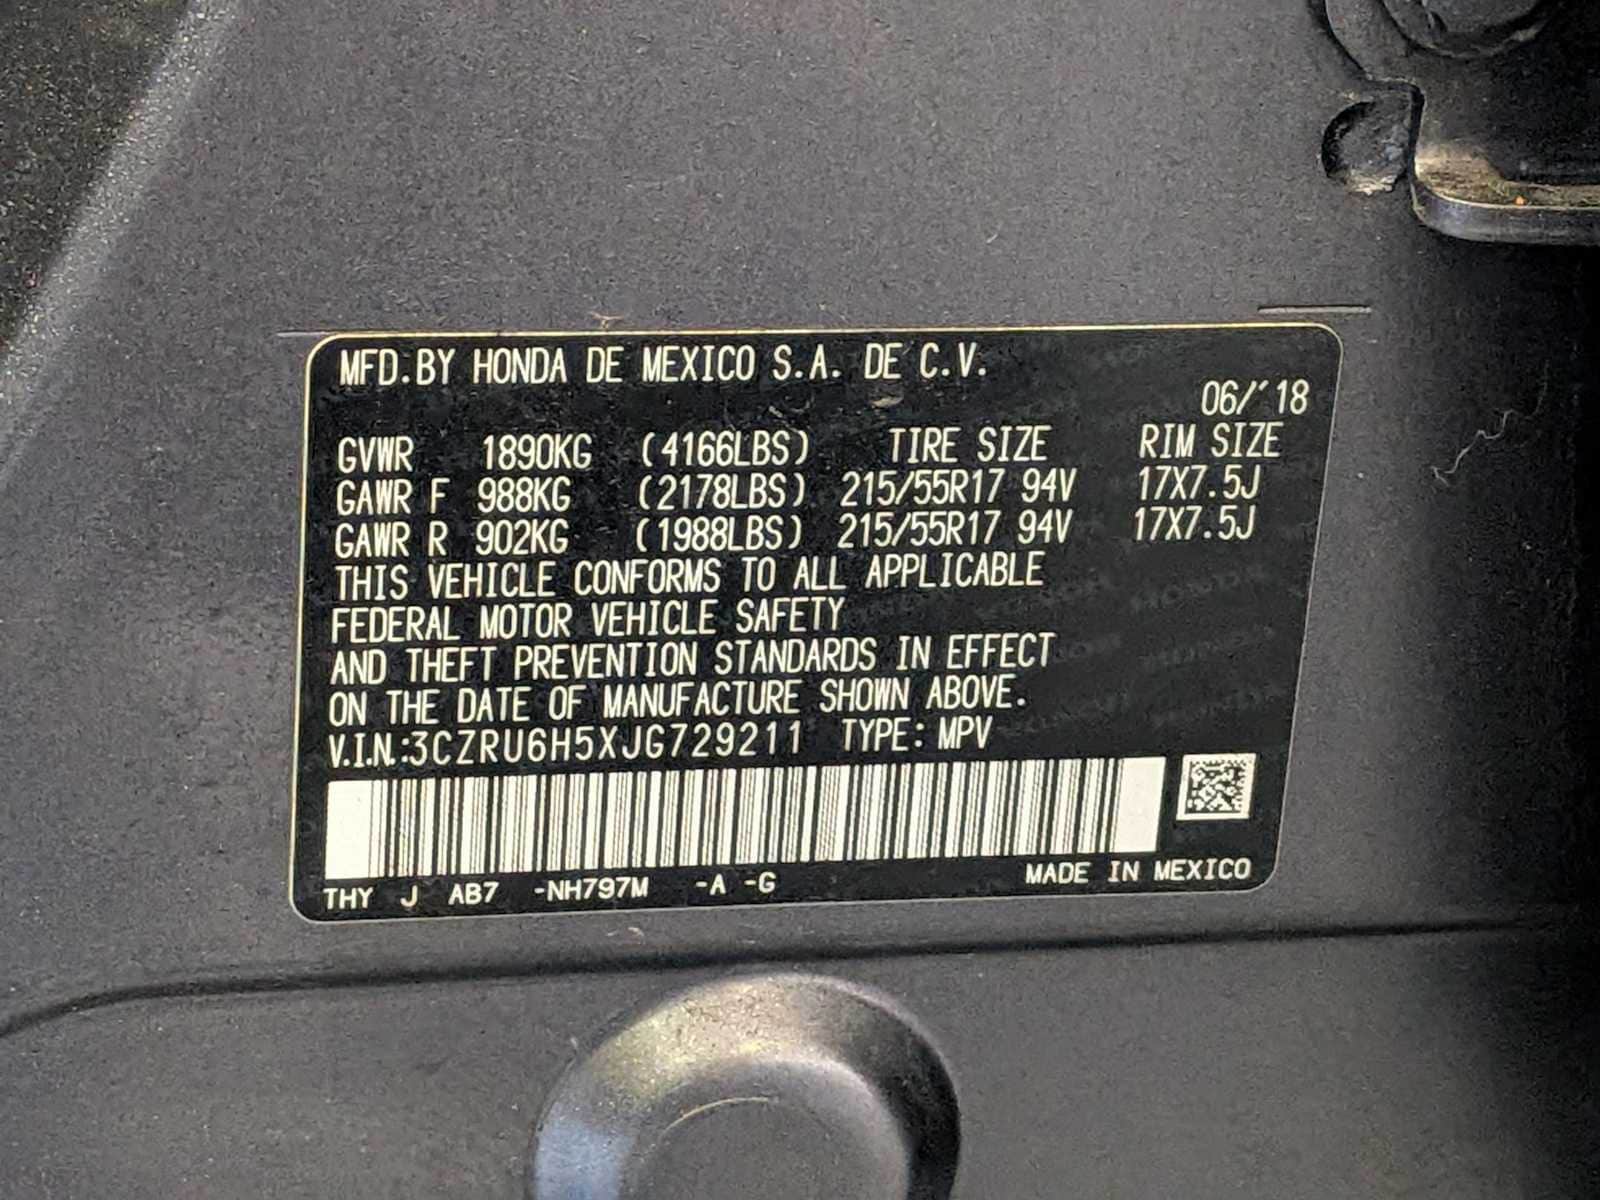 MFD.BY HONDA DE MEXICO S.A. DE C.V.
06/'18
GVWR 1890KG (4166LBS) TIRE SIZE RIM SIZE
GAWR F 988KG (2178LBS) 215/55R17 94V 17X7.5J
GAWR R 902KG (1988LBS) 215/55R17 94V 17X7.5J
THIS VEHICLE CONFORMS TO ALL APPLICABLE
FEDERAL MOTOR VEHICLE SAFETY
AND THEFT PREVENTION STANDARDS IN EFFECT
ON THE DATE OF MANUFACTURE SHOWN ABOVE.
V.I.N.:3CZRU6H5XJG729211 TYPE: MPV
THY J AB7 -NH797M -A -G MADE IN MEXICO